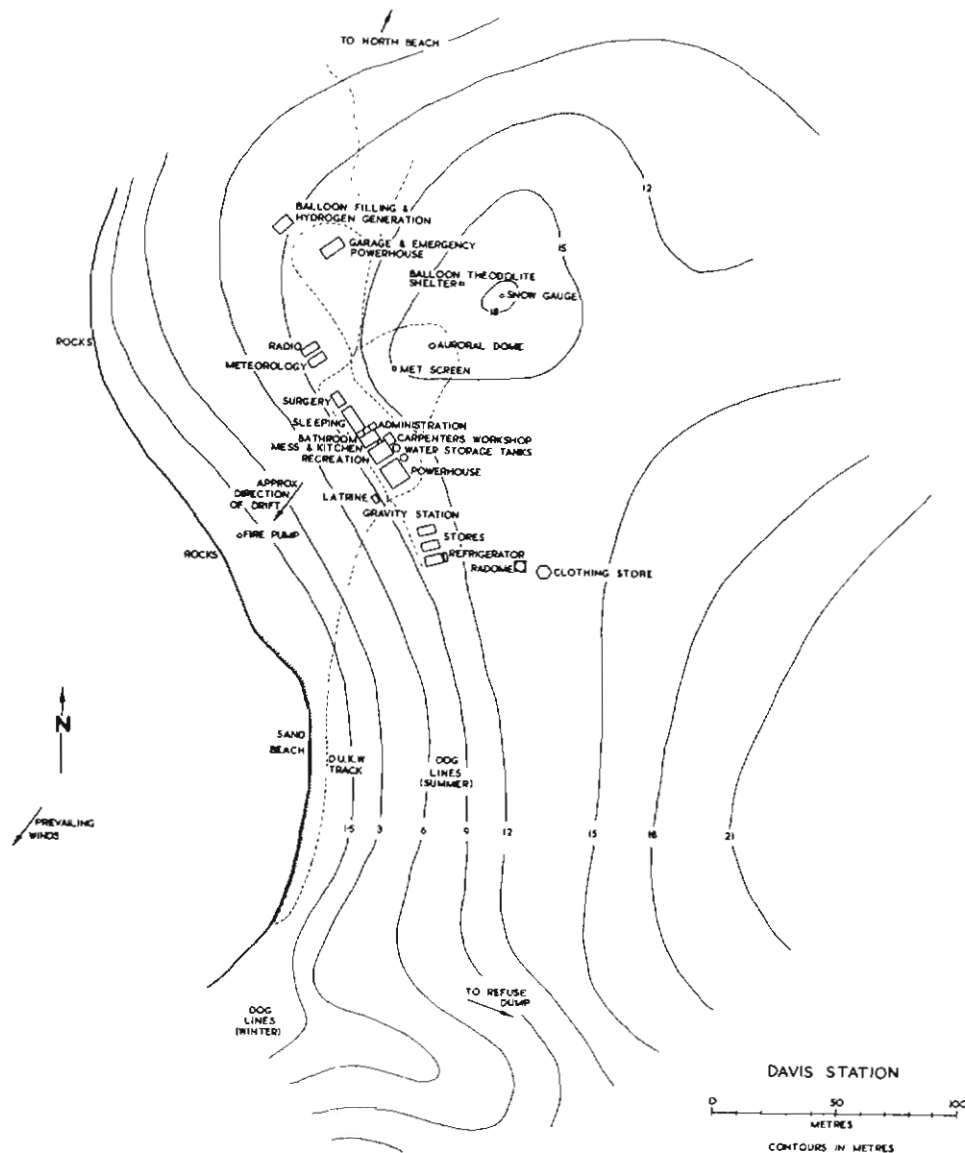 TO NORTH BEACH
12
BALLOON FILLING &
HYDROGEN GENERATION
GARAGE & EMERGENCY
POWERHOUSE
15
BALLOON THEODOLITE
SHELTER
SNOW GAUGE
18
ROCKS
RADIO
METEOROLOGY
AURORAL DOME
MET SCREEN
SURGERY
SLEEPING
ADMINISTRATION
BATHROOM
CARPENTERS WORKSHOP
MESS & KITCHEN
WATER STORAGE TANKS
RECREATION
POWERHOUSE
APPROX
DIRECTION
OF DRIFT
LATRINE
GRAVITY STATION
FIRE PUMP
STORES
ROCKS
REFRIGERATOR
RADOME
CLOTHING STORE
N
SAND
BEACH
D.U.K.W
TRACK
DOG
LINES
(SUMMER)
PREVAILING
WINDS
1·5
3
6
9
12
15
18
21
TO REFUSE
DUMP
DOG
LINES
(WINTER)
DAVIS STATION
0 50 100
METRES
CONTOURS IN METRES